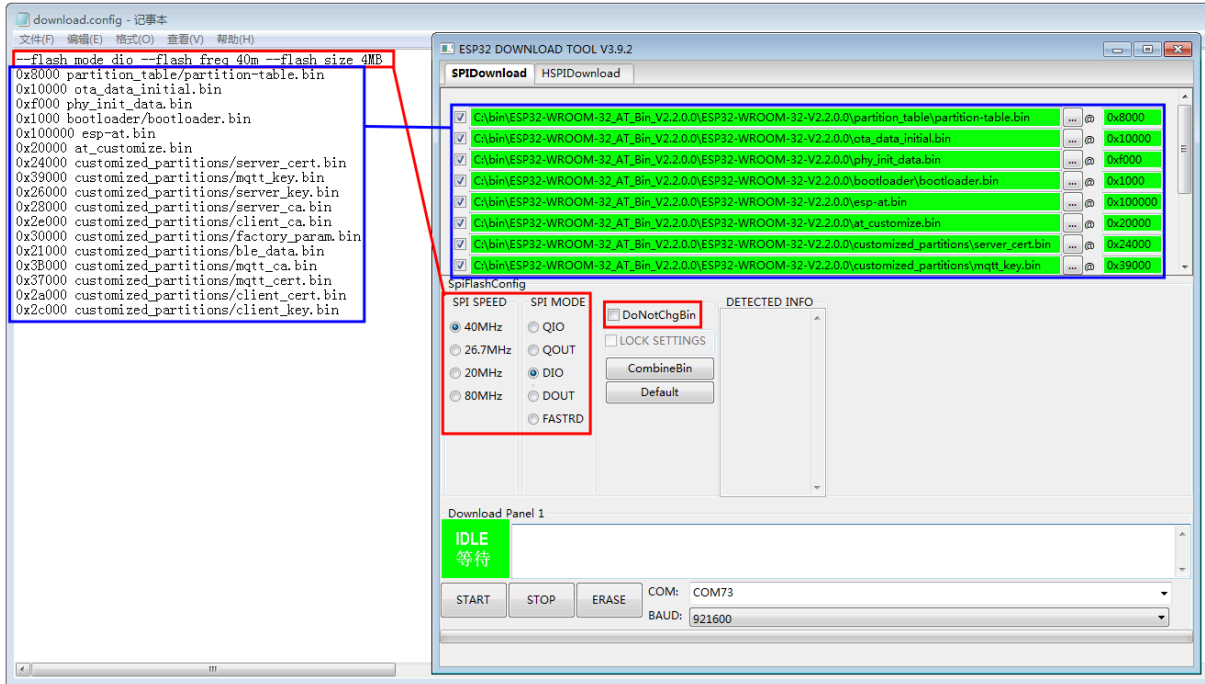 download.config - 记事本
文件(F) 编辑(E) 格式(O) 查看(V) 帮助(H)
--flash_mode dio --flash_freq 40m --flash_size 4MB
0x8000 partition_table/partition-table.bin
0x10000 ota_data_initial.bin
0xf000 phy_init_data.bin
0x1000 bootloader/bootloader.bin
0x100000 esp-at.bin
0x20000 at_customize.bin
0x24000 customized_partitions/server_cert.bin
0x39000 customized_partitions/mqtt_key.bin
0x26000 customized_partitions/server_key.bin
0x28000 customized_partitions/server_ca.bin
0x2e000 customized_partitions/client_ca.bin
0x30000 customized_partitions/factory_param.bin
0x21000 customized_partitions/ble_data.bin
0x3B000 customized_partitions/mqtt_ca.bin
0x37000 customized_partitions/mqtt_cert.bin
0x2a000 customized_partitions/client_cert.bin
0x2c000 customized_partitions/client_key.bin
ESP32 DOWNLOAD TOOL V3.9.2
SPIDownload HSPIDownload
C:\bin\ESP32-WROOM-32_AT_Bin_V2.2.0.0\ESP32-WROOM-32-V2.2.0.0\partition_table\partition-table.bin ... @ 0x8000
C:\bin\ESP32-WROOM-32_AT_Bin_V2.2.0.0\ESP32-WROOM-32-V2.2.0.0\ota_data_initial.bin ... @ 0x10000
C:\bin\ESP32-WROOM-32_AT_Bin_V2.2.0.0\ESP32-WROOM-32-V2.2.0.0\phy_init_data.bin ... @ 0xf000
C:\bin\ESP32-WROOM-32_AT_Bin_V2.2.0.0\ESP32-WROOM-32-V2.2.0.0\bootloader\bootloader.bin ... @ 0x1000
C:\bin\ESP32-WROOM-32_AT_Bin_V2.2.0.0\ESP32-WROOM-32-V2.2.0.0\esp-at.bin ... @ 0x100000
C:\bin\ESP32-WROOM-32_AT_Bin_V2.2.0.0\ESP32-WROOM-32-V2.2.0.0\at_customize.bin ... @ 0x20000
C:\bin\ESP32-WROOM-32_AT_Bin_V2.2.0.0\ESP32-WROOM-32-V2.2.0.0\customized_partitions\server_cert.bin ... @ 0x24000
C:\bin\ESP32-WROOM-32_AT_Bin_V2.2.0.0\ESP32-WROOM-32-V2.2.0.0\customized_partitions\mqtt_key.bin ... @ 0x39000
SpiFlashConfig
SPI SPEED
40MHz
26.7MHz
20MHz
80MHz
SPI MODE
QIO
QOUT
DIO
DOUT
FASTRD
DoNotChgBin
LOCK SETTINGS
CombineBin
Default
DETECTED INFO
Download Panel 1
IDLE
等待
START STOP ERASE
COM: COM73
BAUD: 921600